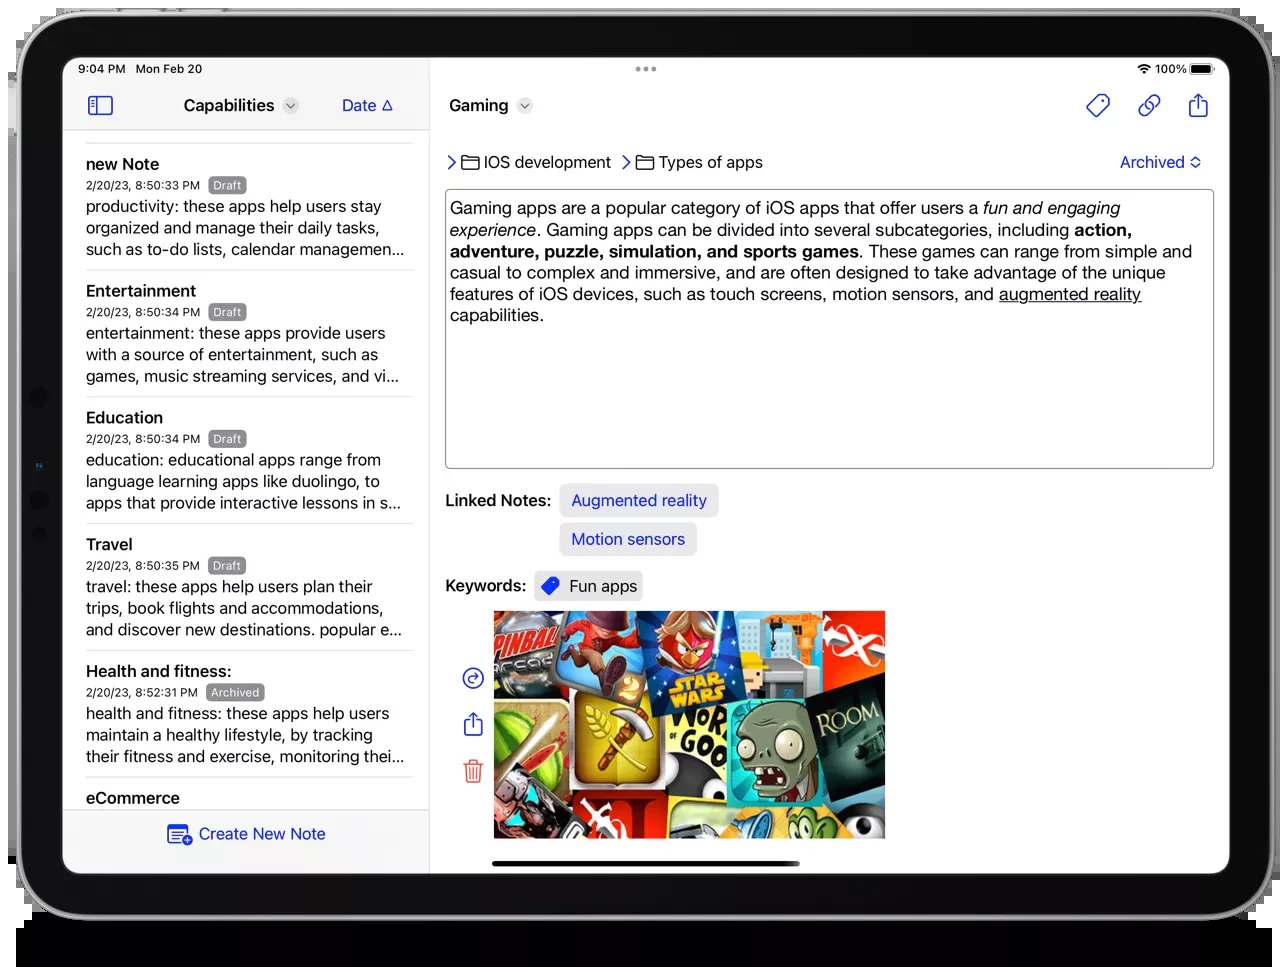 9:04 PM Mon Feb 20
100%
Capabilities
Date
new Note
2/20/23, 8:50:33 PM Draft
productivity: these apps help users stay
organized and manage their daily tasks,
such as to-do lists, calendar managemen...
Entertainment
2/20/23, 8:50:34 PM Draft
entertainment: these apps provide users
with a source of entertainment, such as
games, music streaming services, and vi...
Education
2/20/23, 8:50:34 PM Draft
education: educational apps range from
language learning apps like duolingo, to
apps that provide interactive lessons in s...
Travel
2/20/23, 8:50:35 PM Draft
travel: these apps help users plan their
trips, book flights and accommodations,
and discover new destinations. popular e...
Health and fitness:
2/20/23, 8:52:31 PM Archived
health and fitness: these apps help users
maintain a healthy lifestyle, by tracking
their fitness and exercise, monitoring thei...
eCommerce
Create New Note
Gaming
IOS development Types of apps
Archived
Gaming apps are a popular category of iOS apps that offer users a fun and engaging
experience. Gaming apps can be divided into several subcategories, including action,
adventure, puzzle, simulation, and sports games. These games can range from simple and
casual to complex and immersive, and are often designed to take advantage of the unique
features of iOS devices, such as touch screens, motion sensors, and augmented reality
capabilities.
Linked Notes: Augmented reality
Motion sensors
Keywords: Fun apps
PINBALL
arcade
2
STAR
WARS
WOR
OF
GOO
THE
ROOM